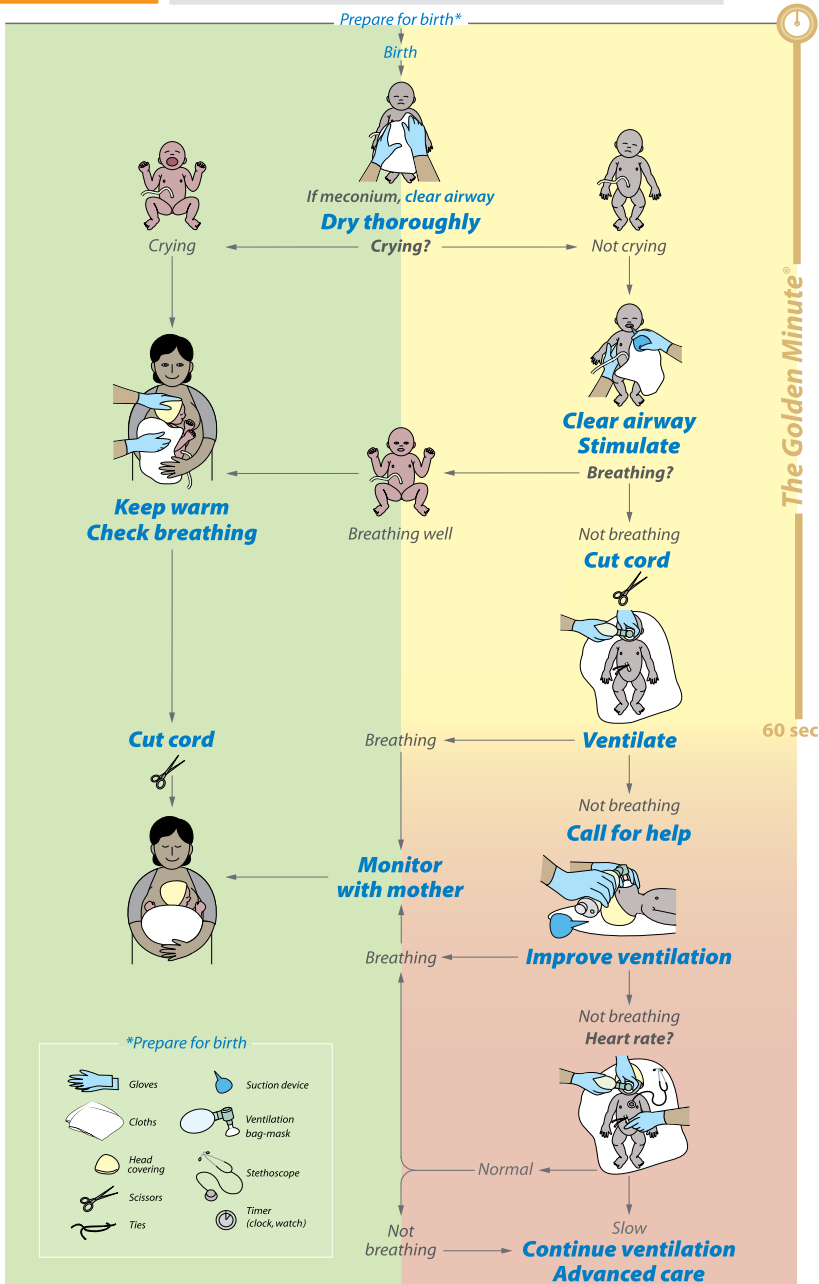 Prepare for birth*
Birth
If meconium, clear airway
Dry thoroughly
Crying
Crying?
Not crying
The Golden Minute®
Clear airway
Stimulate
Breathing?
Keep warm
Check breathing
Breathing well
Not breathing
Cut cord
60 sec
Cut cord
Breathing
Ventilate
Not breathing
Call for help
Monitor
with mother
Breathing
Improve ventilation
Not breathing
Heart rate?
Normal
Slow
Not
breathing
Continue ventilation
Advanced care
*Prepare for birth
Gloves
Suction device
Cloths
Ventilation
bag-mask
Head
covering
Stethoscope
Scissors
Ties
Timer
(clock, watch)